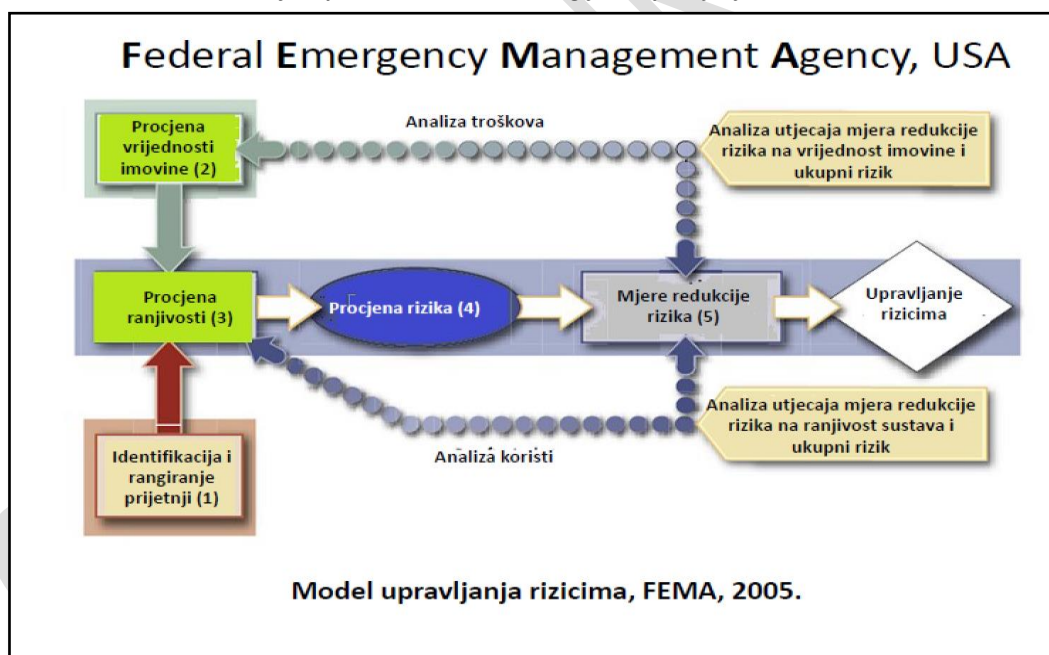 Federal Emergency Management Agency, USA
Procjena
vrijednosti
imovine (2)
Analiza troškova
Analiza utjecaja mjera redukcije
rizika na vrijednost imovine i
ukupni rizik
Procjena
ranjivosti (3)
Procjena rizika (4)
Mjere redukcije
rizika (5)
Upravljanje
rizicima
Identifikacija i
rangiranje
prijetnji (1)
Analiza koristi
Analiza utjecaja mjera redukcije
rizika na ranjivost sustava i
ukupni rizik
Model upravljanja rizicima, FEMA, 2005.